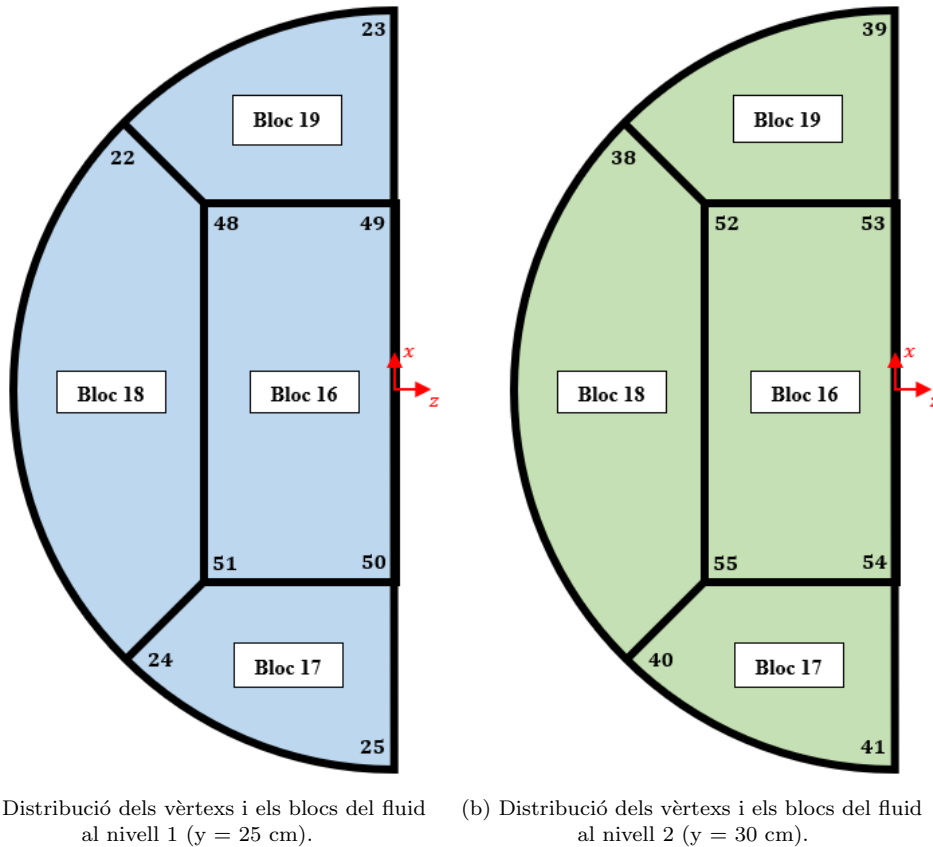 23
Bloc 19
22
48
49
x
Bloc 18
Bloc 16
z
51
50
24
Bloc 17
25
Distribució dels vèrtexs i els blocs del fluid
al nivell 1 (y = 25 cm).
39
Bloc 19
38
52
53
x
Bloc 18
Bloc 16
z
55
54
40
Bloc 17
41
(b) Distribució dels vèrtexs i els blocs del fluid
al nivell 2 (y = 30 cm).